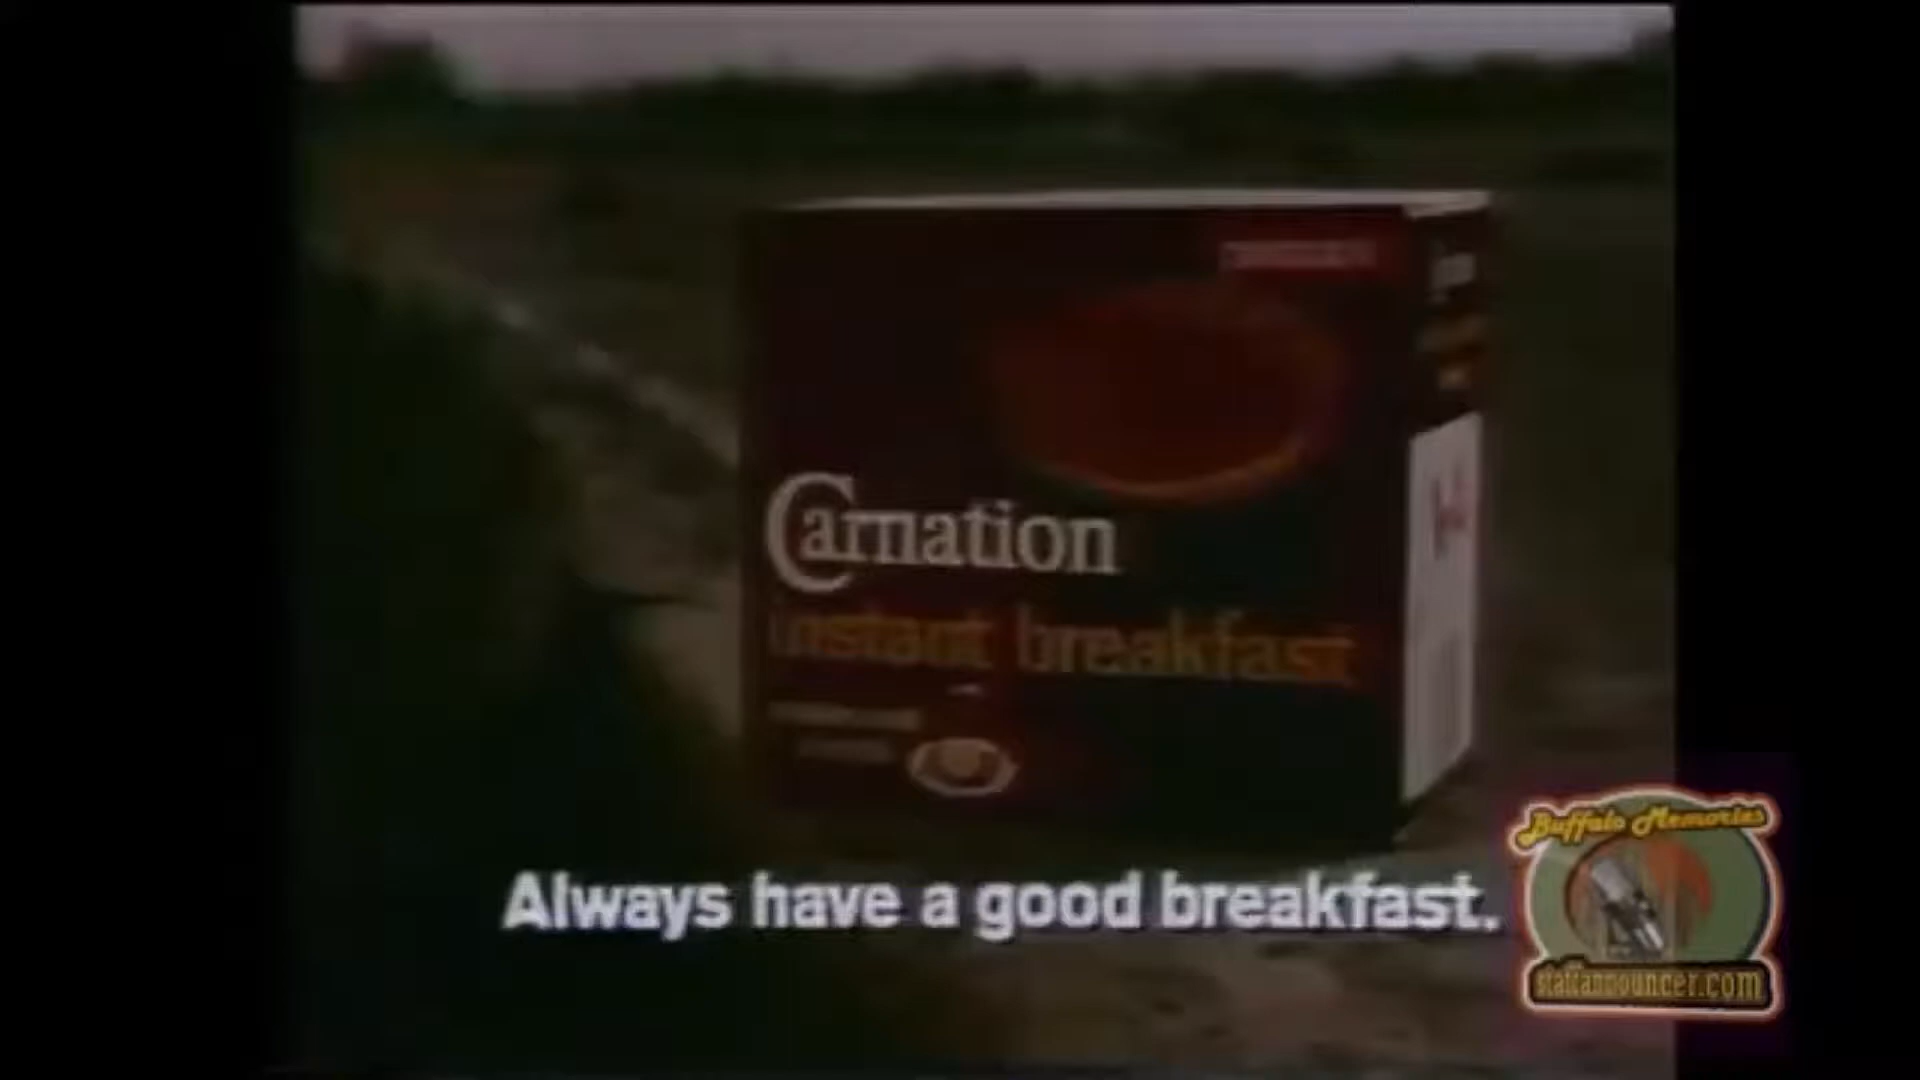 Carnation
instant breakfast
Always have a good breakfast.
Buffalo Memories
staffannouncer.com